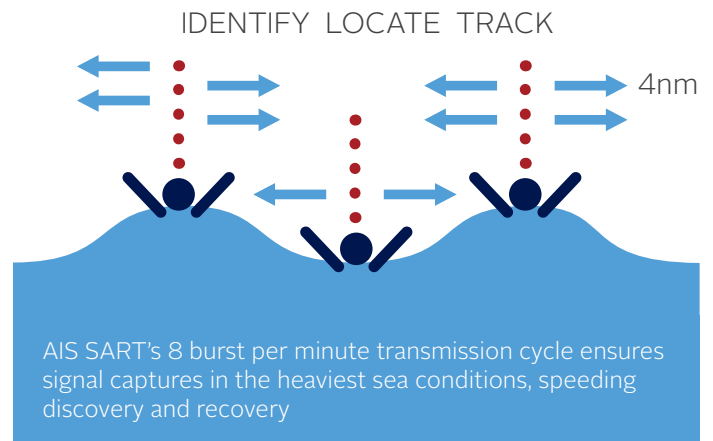 IDENTIFY LOCATE TRACK
4nm
AIS SART's 8 burst per minute transmission cycle ensures
signal captures in the heaviest sea conditions, speeding
discovery and recovery